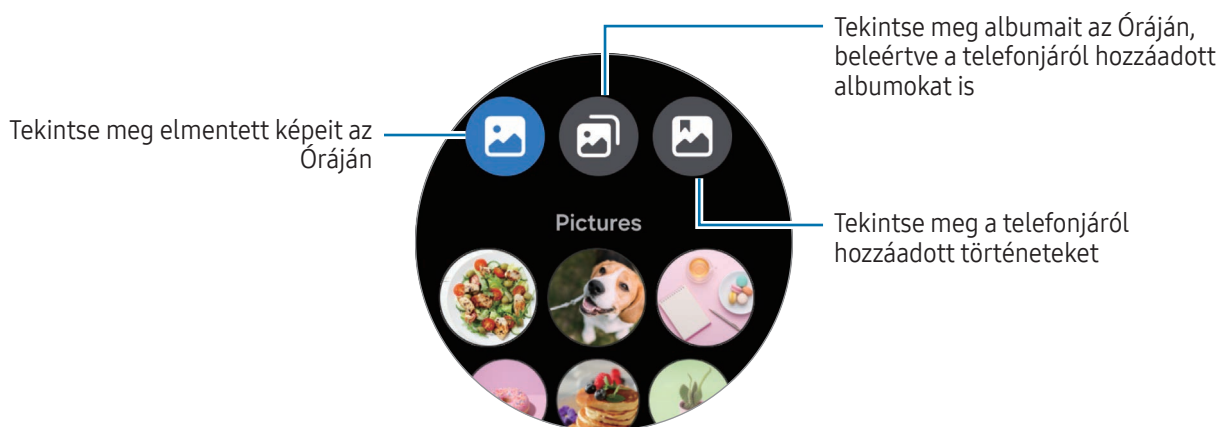 Tekintse meg albumait az Óráján,
beleértve a telefonjáról hozzáadott
albumokat is
Tekintse meg elmentett képeit az
Óráján
Pictures
Tekintse meg a telefonjáról
hozzáadott történeteket